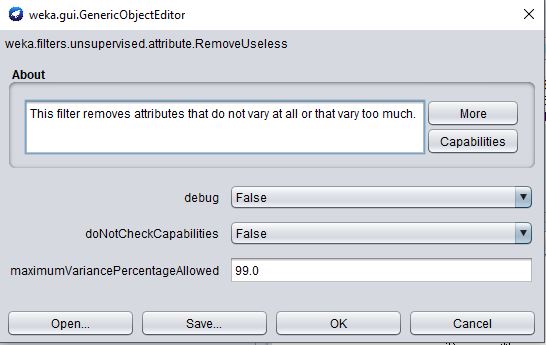 weka.gui.GenericObjectEditor
weka.filters.unsupervised.attribute.RemoveUseless
About
This filter removes attributes that do not vary at all or that vary too much.
More
Capabilities
debug False
doNotCheckCapabilities False
maximumVariancePercentageAllowed 99.0
Open... Save... OK Cancel